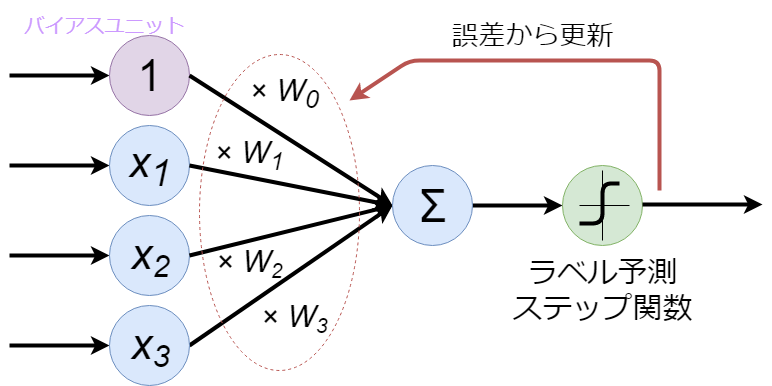 バイアスユニット
誤差から更新
1
× W₀
x₁
× W₁
Σ
x₂
× W₂
ラベル予測
ステップ関数
x₃
× W₃